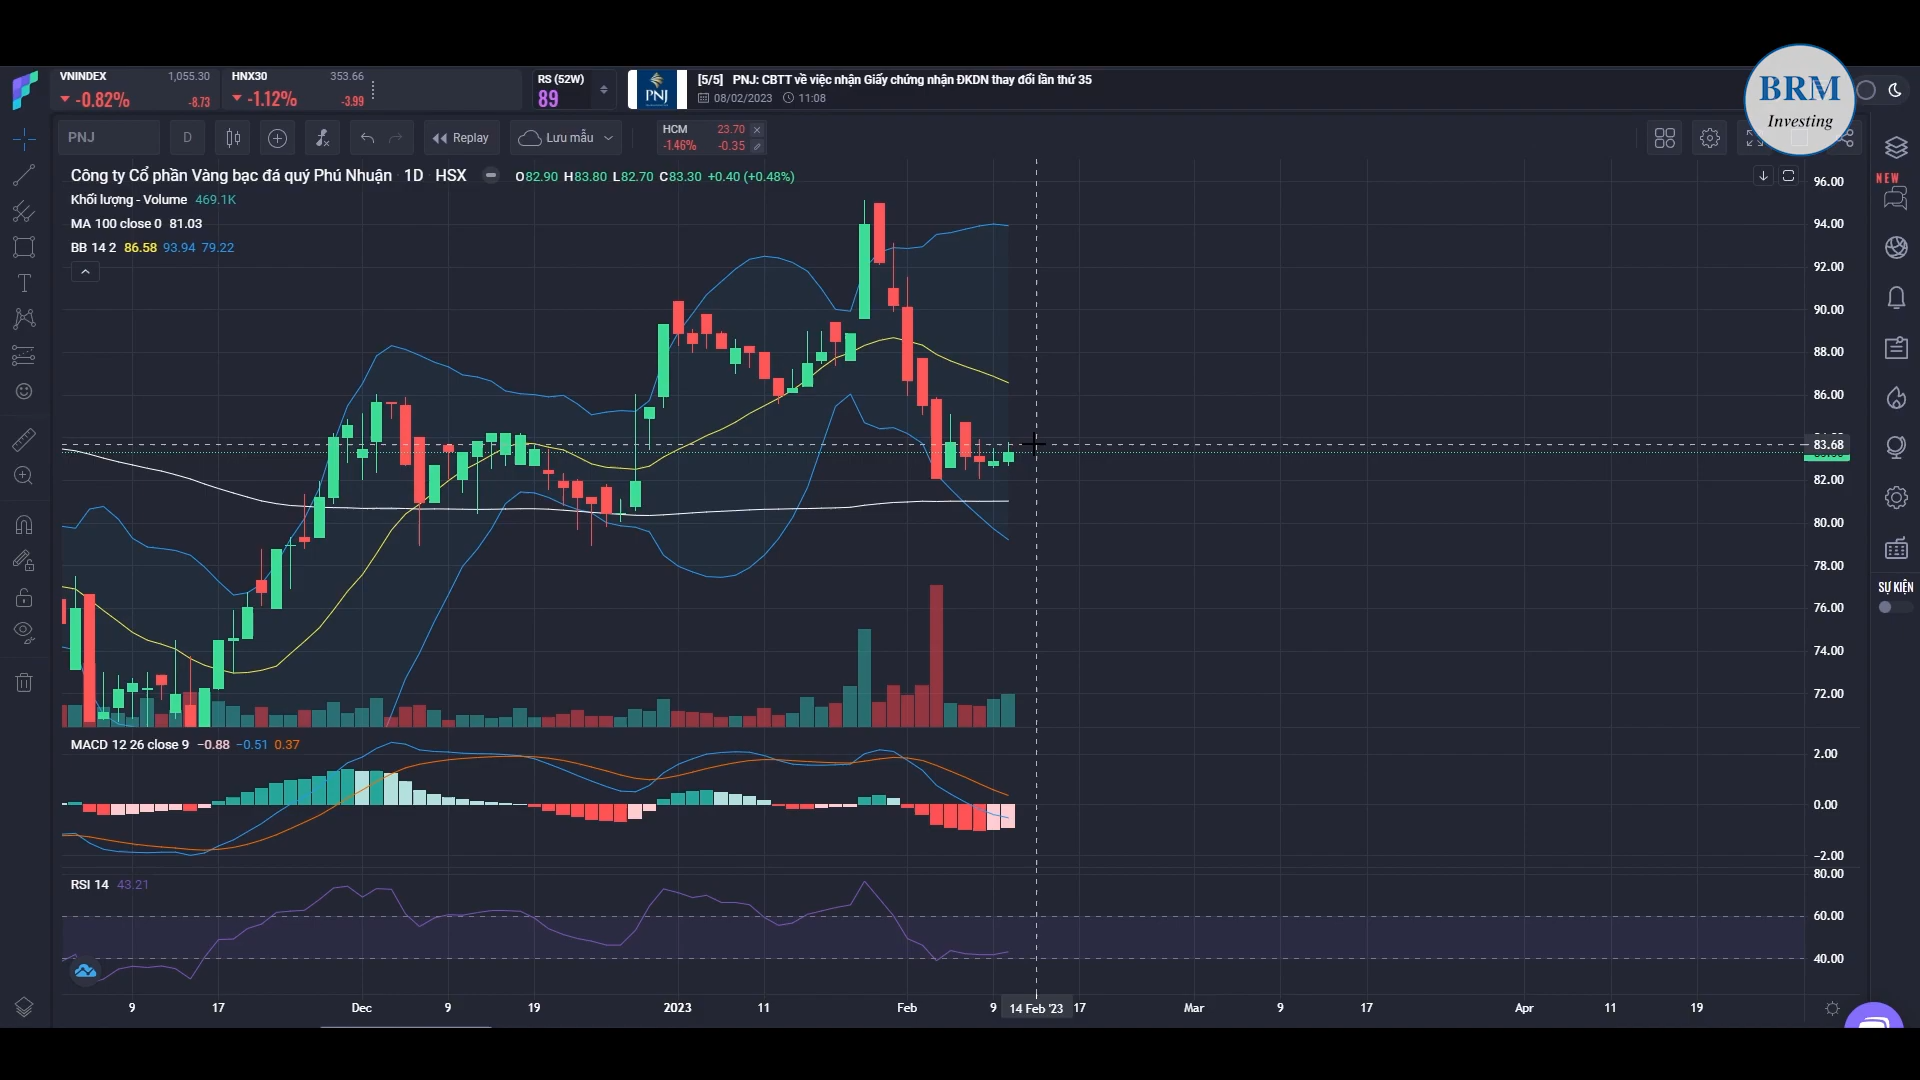 VNINDEX 1,055.30
-0.82% -8.73
HNX30 353.66
-1.12% -3.99
RS (52W)
89
PNJ
[5/5] PNJ: CBTT về việc nhận Giấy chứng nhận ĐKDN thay đổi lần thứ 35
08/02/2023 11:08
BRM
Investing
PNJ D Replay Lưu mẫu
HCM 23.70
-1.46% -0.35
Công ty Cổ phần Vàng bạc đá quý Phú Nhuận 1D HSX O82.90 H83.80 L82.70 C83.30 +0.40 (+0.48%)
Khối lượng - Volume 469.1K
MA 100 close 0 81.03
BB 14 2 86.58 93.94 79.22
96.00
94.00
92.00
90.00
88.00
86.00
83.68
82.00
80.00
78.00
76.00
74.00
72.00
NEW
SỰ KIỆN
MACD 12 26 close 9 −0.88 −0.51 0.37
2.00
0.00
−2.00
RSI 14 43.21
80.00
60.00
40.00
9 17 Dec 9 19 2023 11 Feb 9 14 Feb '23 17 Mar 9 17 Apr 11 19